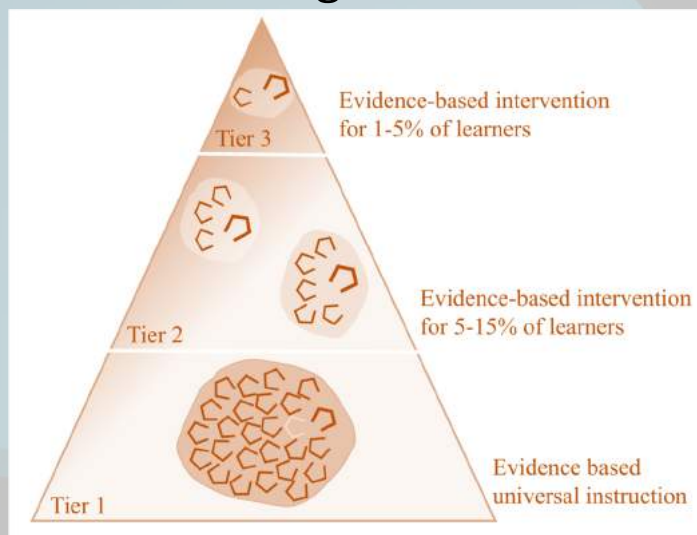 Evidence-based intervention
for 1-5% of learners
Tier 3
Evidence-based intervention
for 5-15% of learners
Tier 2
Evidence based
universal instruction
Tier 1